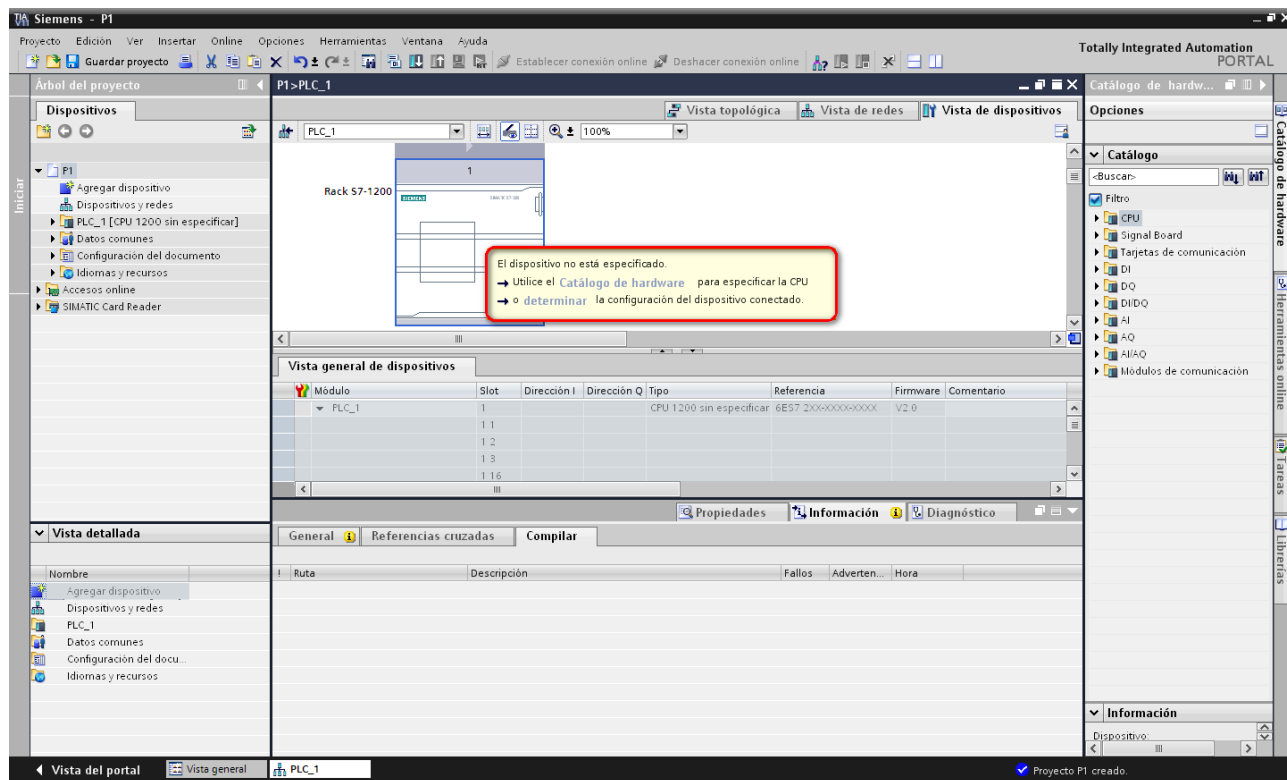 Siemens - P1
Proyecto Edición Ver Insertar Online Opciones Herramientas Ventana Ayuda
Guardar proyecto
Establecer conexión online
Deshacer conexión online
Totally Integrated Automation
PORTAL
Iniciar
Árbol del proyecto
Dispositivos
P1
Agregar dispositivo
Dispositivos y redes
PLC_1 [CPU 1200 sin especificar]
Datos comunes
Configuración del documento
Idiomas y recursos
Accesos online
SIMATIC Card Reader
Vista detallada
Nombre
Agregar dispositivo
Dispositivos y redes
PLC_1
Datos comunes
Configuración del docu...
Idiomas y recursos
P1>PLC_1
Vista topológica
Vista de redes
Vista de dispositivos
PLC_1
100%
1
Rack S7-1200
SIEMENS
El dispositivo no está especificado.
→ Utilice el Catálogo de hardware para especificar la CPU
→ o determinar la configuración del dispositivo conectado.
Vista general de dispositivos
Módulo Slot Dirección I Dirección Q Tipo Referencia Firmware Comentario
PLC_1 1 CPU 1200 sin especificar 6ES7 2XX-XXXXX-XXXX V2.0
1 1
1 2
1 3
1 16
Propiedades
Información
Diagnóstico
General
Referencias cruzadas
Compilar
! Ruta Descripción Fallos Adverten... Hora
Catálogo de hardw...
Opciones
Catálogo
<Buscar>
Filtro
CPU
Signal Board
Tarjetas de comunicación
DI
DQ
DI/DQ
AI
AQ
AI/AQ
Módulos de comunicación
Información
Dispositivo:
Catálogo de hardware
Herramientas online
Tareas
Librerías
Vista del portal
Vista general
PLC_1
Proyecto P1 creado.